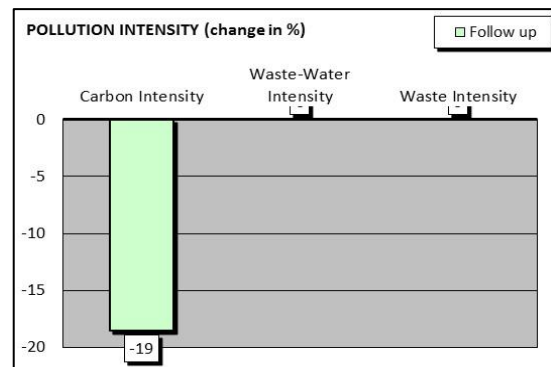 POLLUTION INTENSITY (change in %)
Follow up
Carbon Intensity
Waste-Water
Intensity
Waste Intensity
0
-5
-10
-15
-20
-19